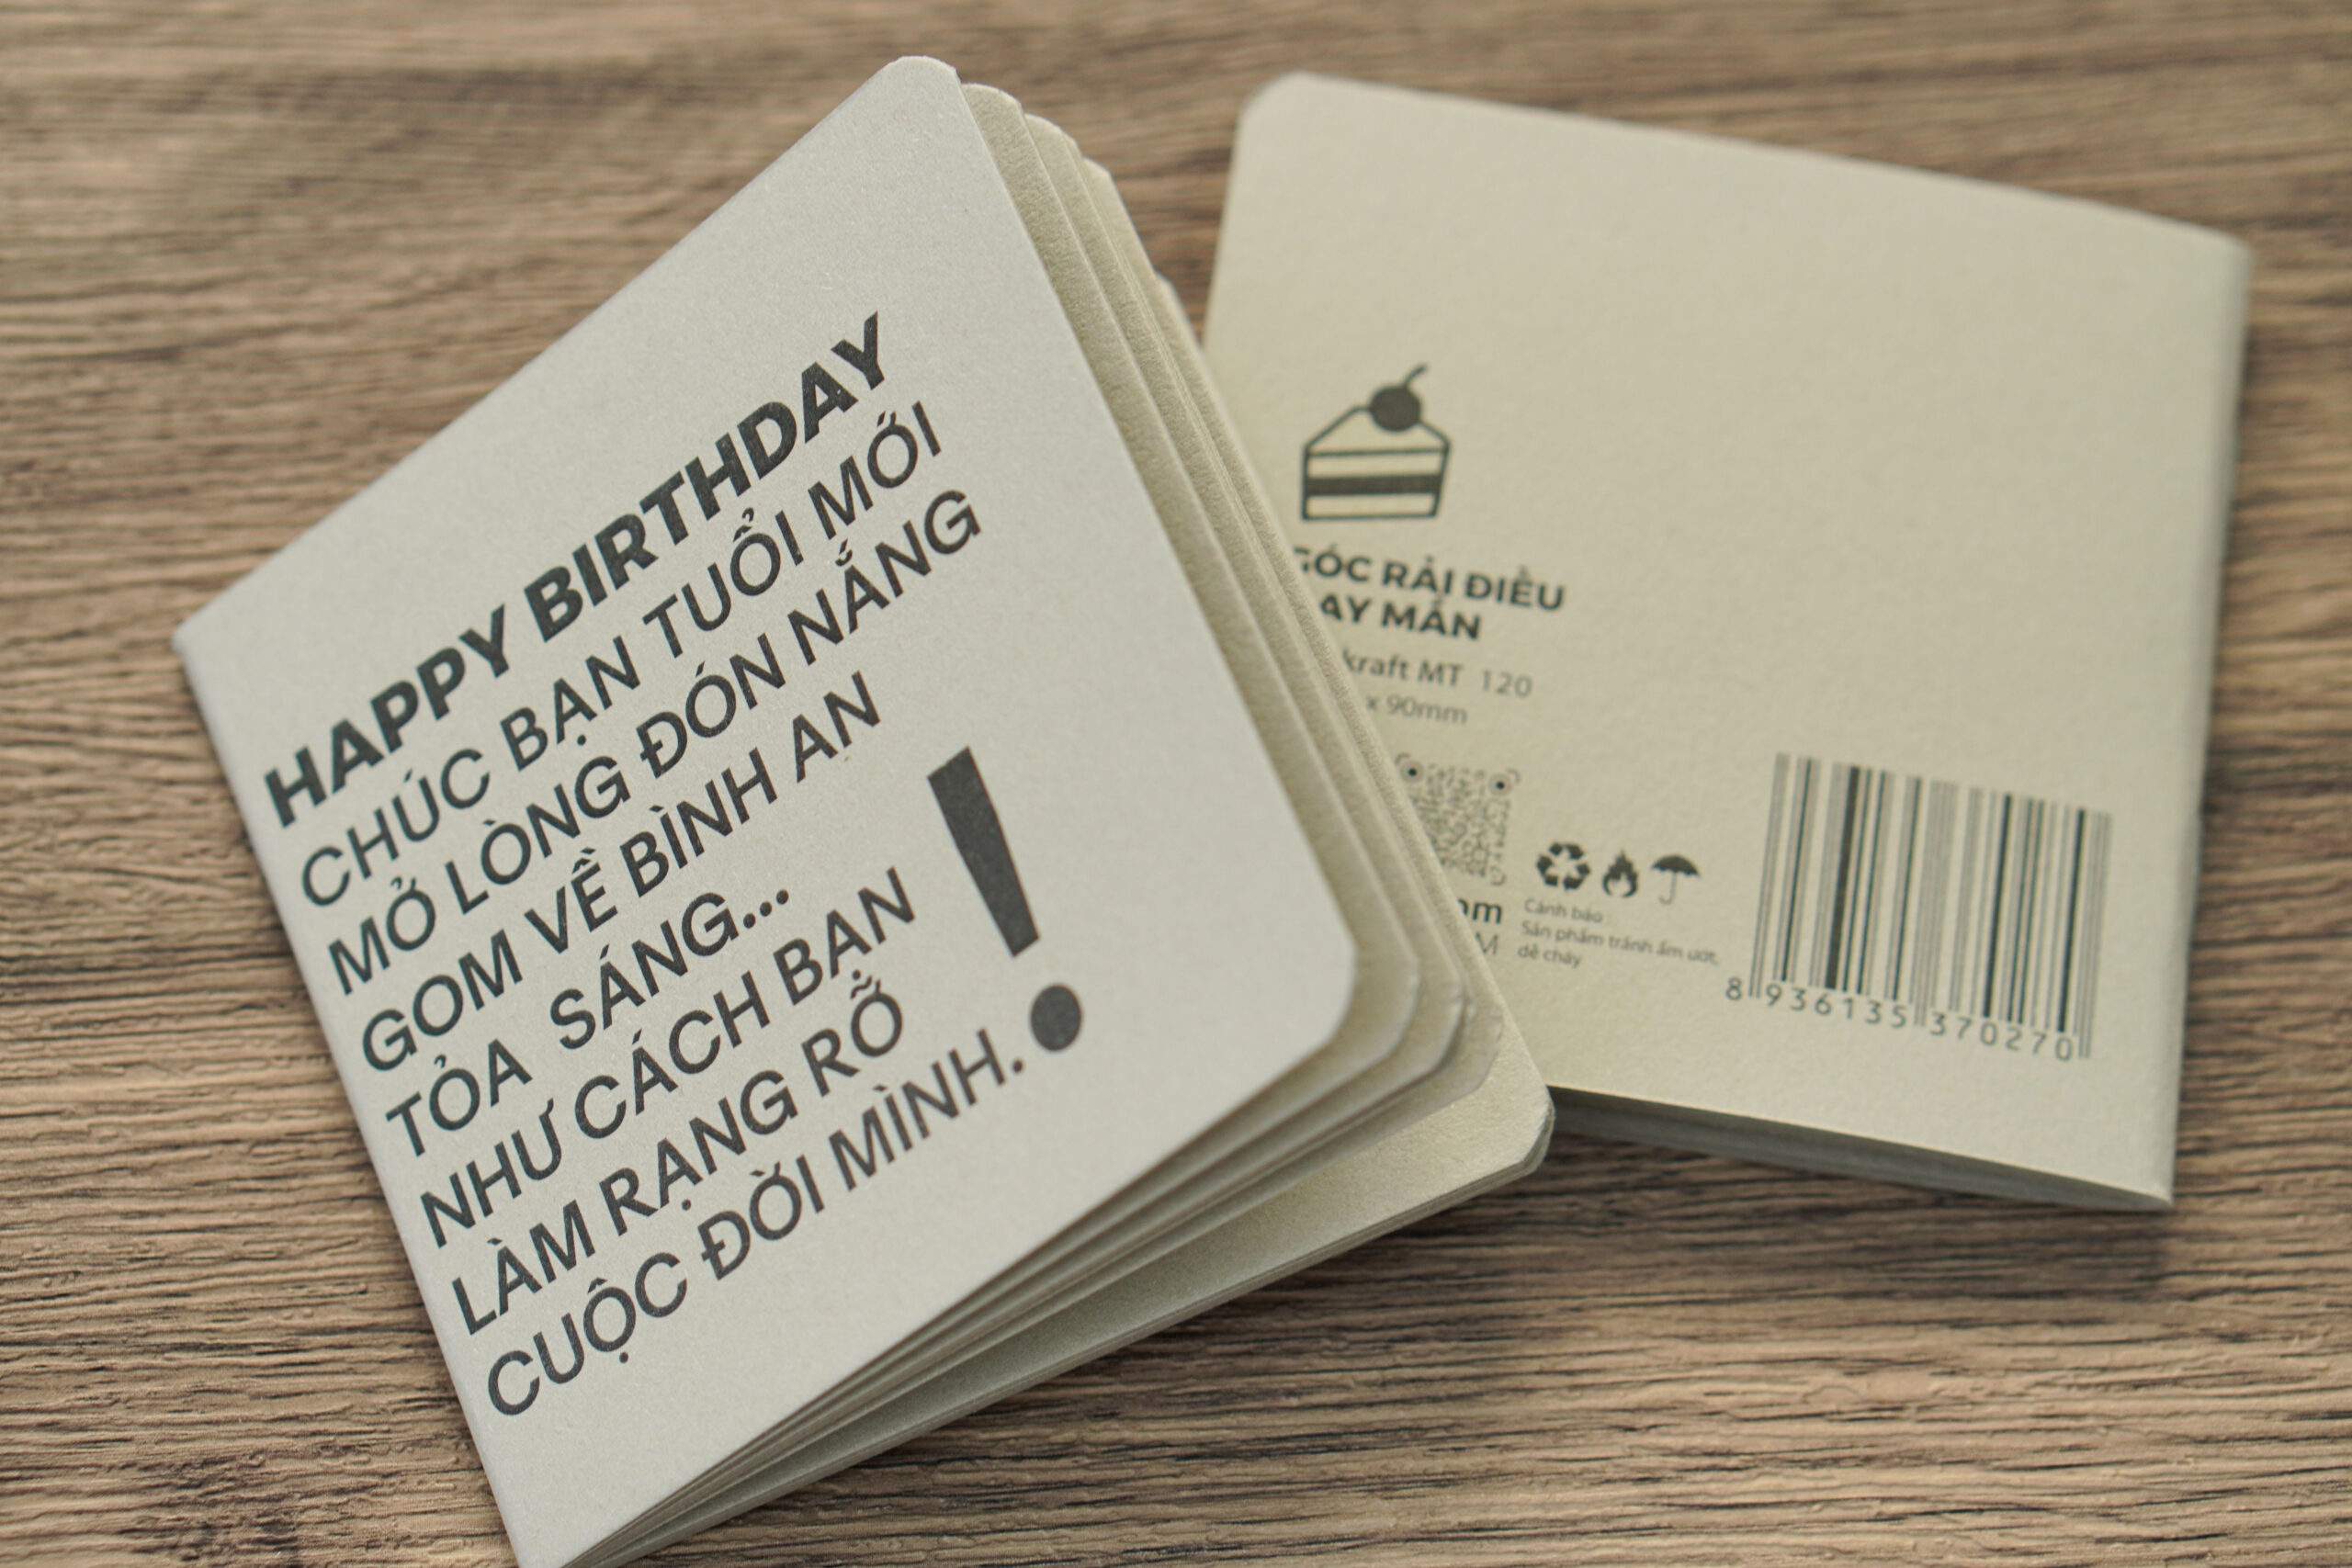 HAPPY BIRTHDAY
CHÚC BẠN TUỔI MỚI
MỞ LÒNG ĐÓN NẮNG
GOM VỀ BÌNH AN
TỎA SÁNG...
NHƯ CÁCH BẠN
LÀM RẠNG RỠ
CUỘC ĐỜI MÌNH.
!
GÓC RẢI ĐIỀU
MAY MẮN
kraft MT 120
x 90mm
Cảnh báo :
Sản phẩm tránh ẩm ướt,
dễ cháy
8 936135 370270